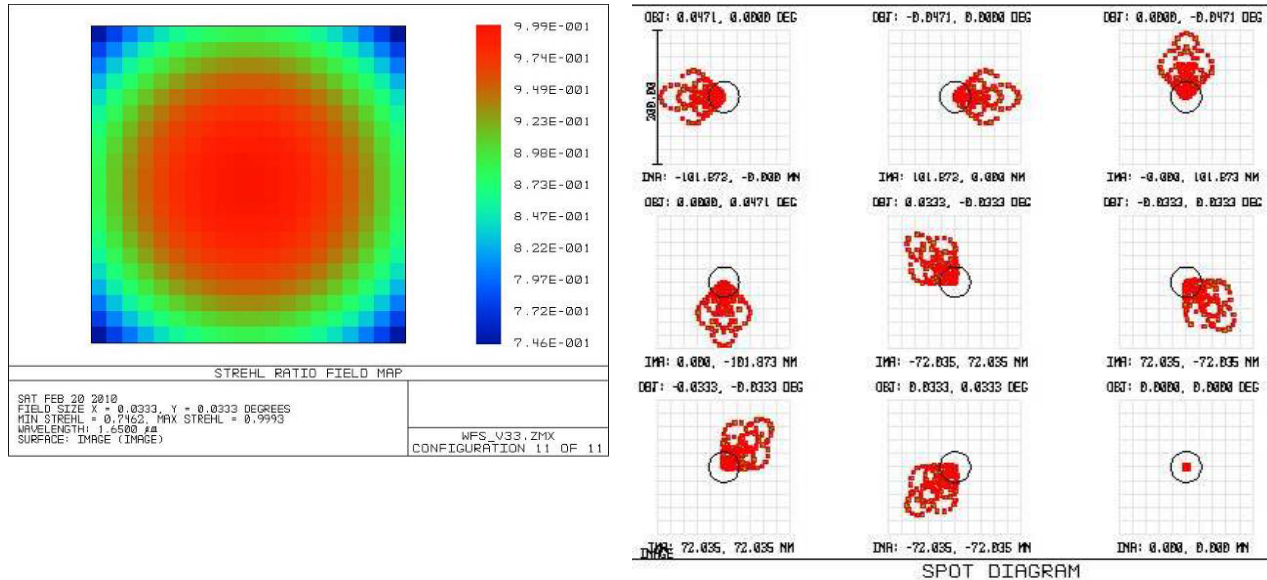 9.99E-001
9.74E-001
9.49E-001
9.23E-001
8.98E-001
8.73E-001
8.47E-001
8.22E-001
7.97E-001
7.72E-001
7.46E-001
STREHL RATIO FIELD MAP
SAT FEB 20 2010
FIELD SIZE X = 0.0333, Y = 0.0333 DEGREES
MIN STREHL = 0.7462, MAX STREHL = 0.9993
WAVELENGTH: 1.6500 µm
SURFACE: IMAGE (IMAGE)
WFS_V33.ZMX
CONFIGURATION 11 OF 11
OBJ: 0.0471, 0.0000 DEG
OBJ: -0.0471, 0.0000 DEG
OBJ: 0.0000, -0.0471 DEG
200.00
IMA: -101.873, -0.000 MM
IMA: 101.873, 0.000 MM
IMA: -0.000, 101.873 MM
OBJ: 0.0000, 0.0471 DEG
OBJ: 0.0333, -0.0333 DEG
OBJ: -0.0333, 0.0333 DEG
IMA: 0.000, -101.873 MM
IMA: -72.035, 72.035 MM
IMA: 72.035, -72.035 MM
OBJ: -0.0333, -0.0333 DEG
OBJ: 0.0333, 0.0333 DEG
OBJ: 0.0000, 0.0000 DEG
IMA: 72.035, 72.035 MM
IMA: -72.035, -72.035 MM
IMA: 0.000, 0.000 MM
IMAGE
SPOT DIAGRAM